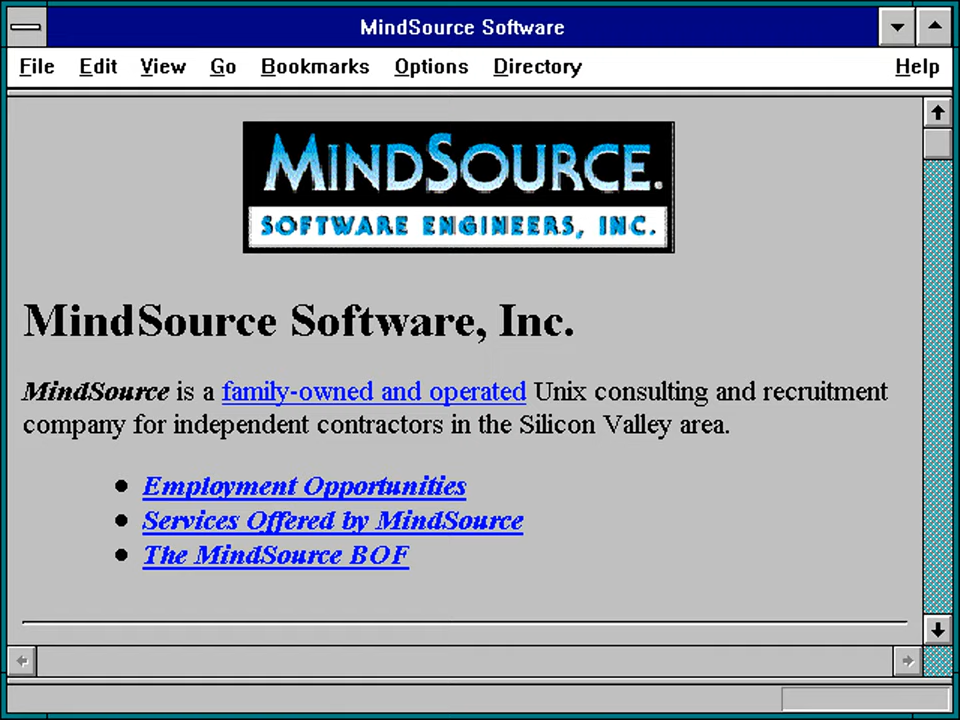 MindSource Software
File Edit View Go Bookmarks Options Directory Help
MINDSOURCE.
SOFTWARE ENGINEERS, INC.
MindSource Software, Inc.
MindSource is a family-owned and operated Unix consulting and recruitment
company for independent contractors in the Silicon Valley area.
Employment Opportunities
Services Offered by MindSource
The MindSource BOF